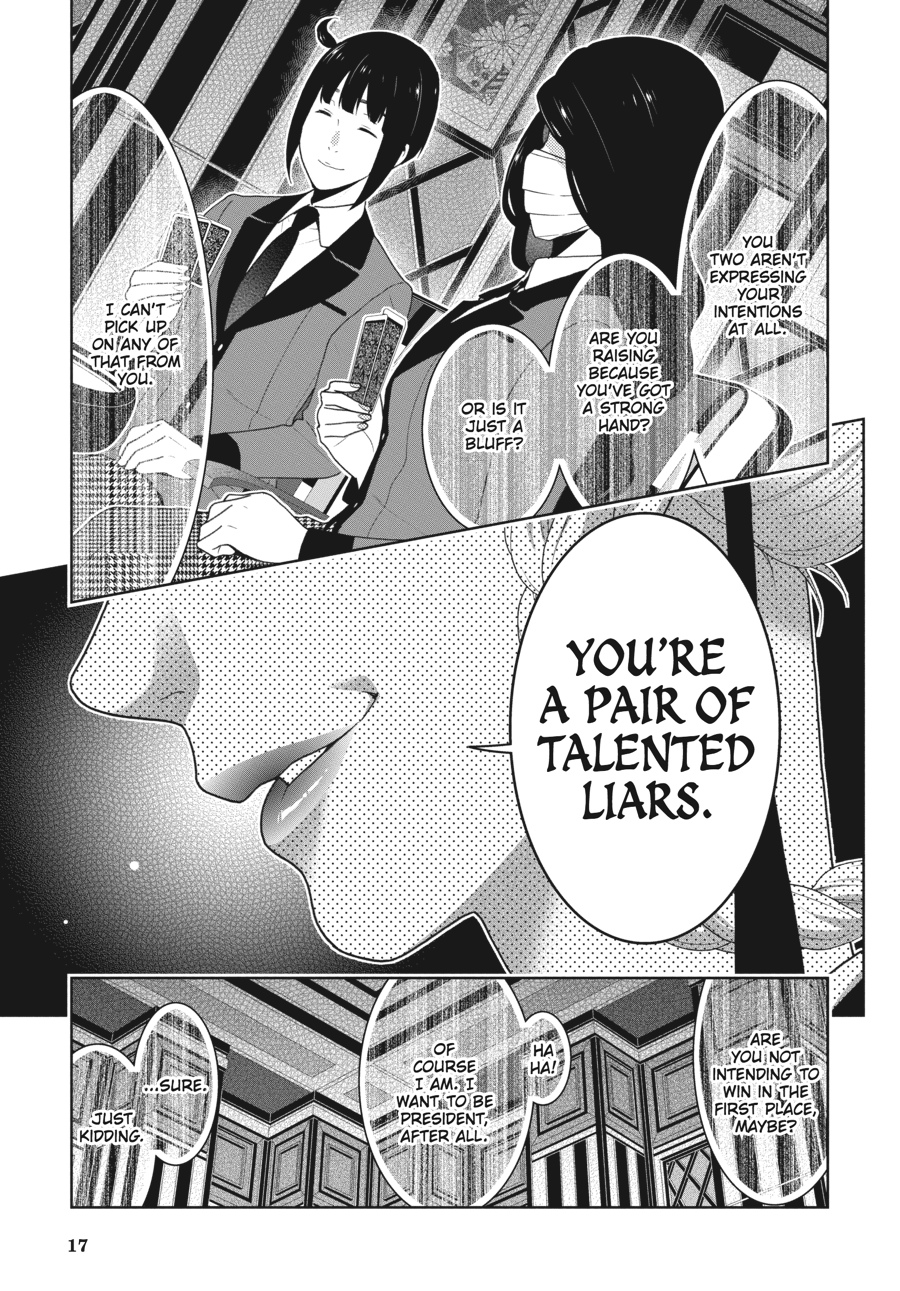 YOU
TWO AREN'T
EXPRESSING
YOUR
INTENTIONS
AT ALL.
ARE YOU
RAISING
BECAUSE
YOU'VE GOT
A STRONG
HAND?
OR IS IT
JUST A
BLUFF?
I CAN'T
PICK UP
ON ANY OF
THAT FROM
YOU.
YOU'RE
A PAIR OF
TALENTED
LIARS.
ARE
YOU NOT
INTENDING TO
WIN IN THE
FIRST PLACE,
MAYBE?
HA
HA!
OF
COURSE
I AM. I
WANT TO BE
PRESIDENT,
AFTER ALL.
...SURE.
JUST
KIDDING.
17